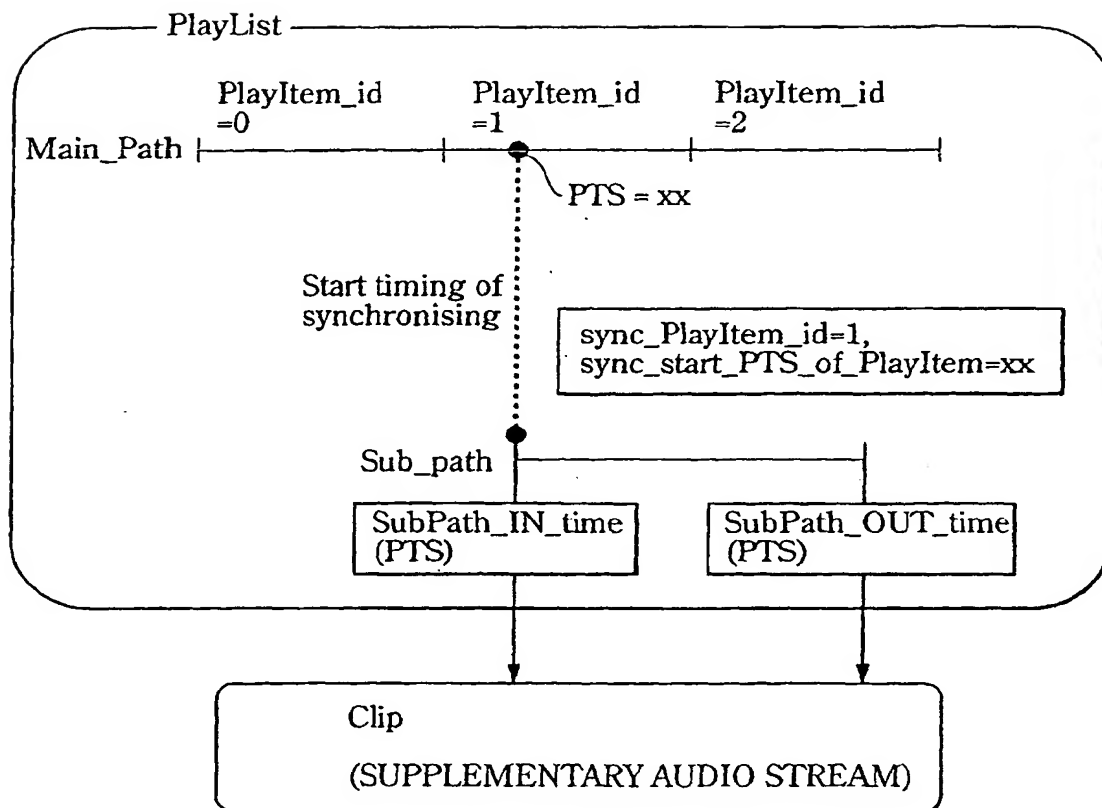 PlayList
PlayItem_id
=0
PlayItem_id
=1
PlayItem_id
=2
Main_Path
PTS = xx
Start timing of
synchronising
sync_PlayItem_id=1,
sync_start_PTS_of_PlayItem=xx
Sub_path
SubPath_IN_time
(PTS)
SubPath_OUT_time
(PTS)
Clip
(SUPPLEMENTARY AUDIO STREAM)